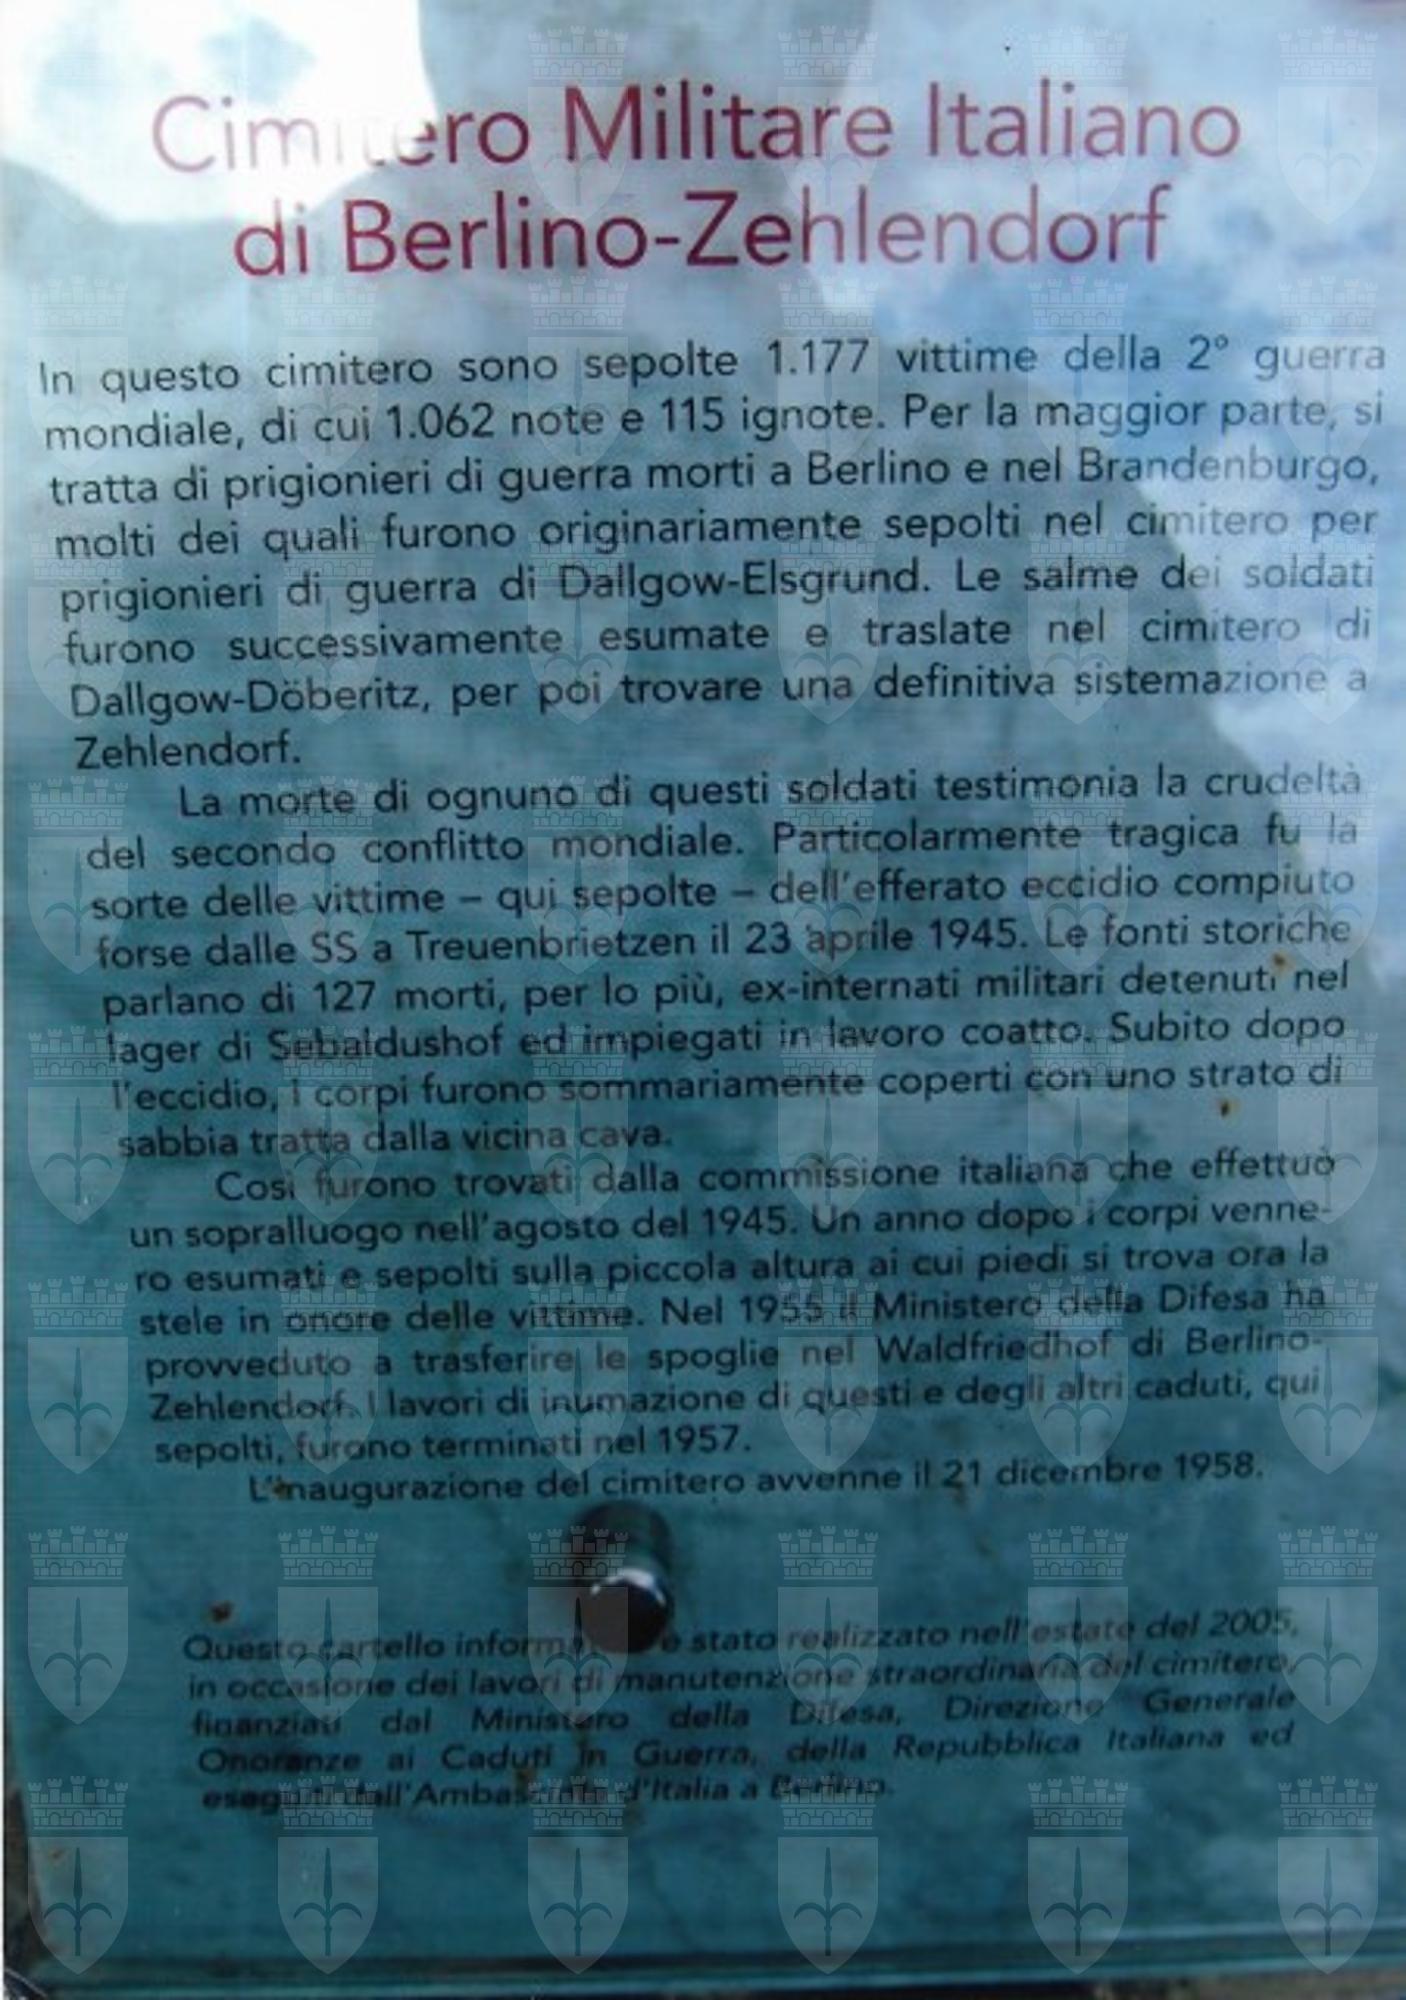 Cimitero Militare Italiano
di Berlino-Zehlendorf
In questo cimitero sono sepolte 1.177 vittime della 2° guerra
mondiale, di cui 1.062 note e 115 ignote. Per la maggior parte, si
tratta di prigionieri di guerra morti a Berlino e nel Brandenburgo,
molti dei quali furono originariamente sepolti nel cimitero per
prigionieri di guerra di Dallgow-Elsgrund. Le salme dei soldati
furono successivamente esumate e traslate nel cimitero di
Dallgow-Döberitz, per poi trovare una definitiva sistemazione a
Zehlendorf.
La morte di ognuno di questi soldati testimonia la crudeltà
del secondo conflitto mondiale. Particolarmente tragica fu la
sorte delle vittime – qui sepolte – dell'efferato eccidio compiuto
forse dalle SS a Treuenbrietzen il 23 aprile 1945. Le fonti storiche
parlano di 127 morti, per lo più, ex-internati militari detenuti nel
lager di Sebaldushof ed impiegati in lavoro coatto. Subito dopo
l'eccidio, i corpi furono sommariamente coperti con uno strato di
sabbia tratta dalla vicina cava.
Così furono trovati dalla commissione italiana che effettuò
un sopralluogo nell'agosto del 1945. Un anno dopo i corpi venne-
ro esumati e sepolti sulla piccola altura ai cui piedi si trova ora la
stele in onore delle vittime. Nel 1955 il Ministero della Difesa ha
provveduto a trasferire le spoglie nel Waldfriedhof di Berlino-
Zehlendorf. I lavori di inumazione di questi e degli altri caduti, qui
sepolti, furono terminati nel 1957.
L'inaugurazione del cimitero avvenne il 21 dicembre 1958.
Questo cartello è stato realizzato nell'estate del 2005,
in occasione dei lavori di manutenzione straordinaria del cimitero,
finanziati dal Ministero della Difesa, Direzione Generale
Onoranze ai Caduti in Guerra, della Repubblica Italiana ed
eseguiti dall'Ambasciata d'Italia a Berlino.